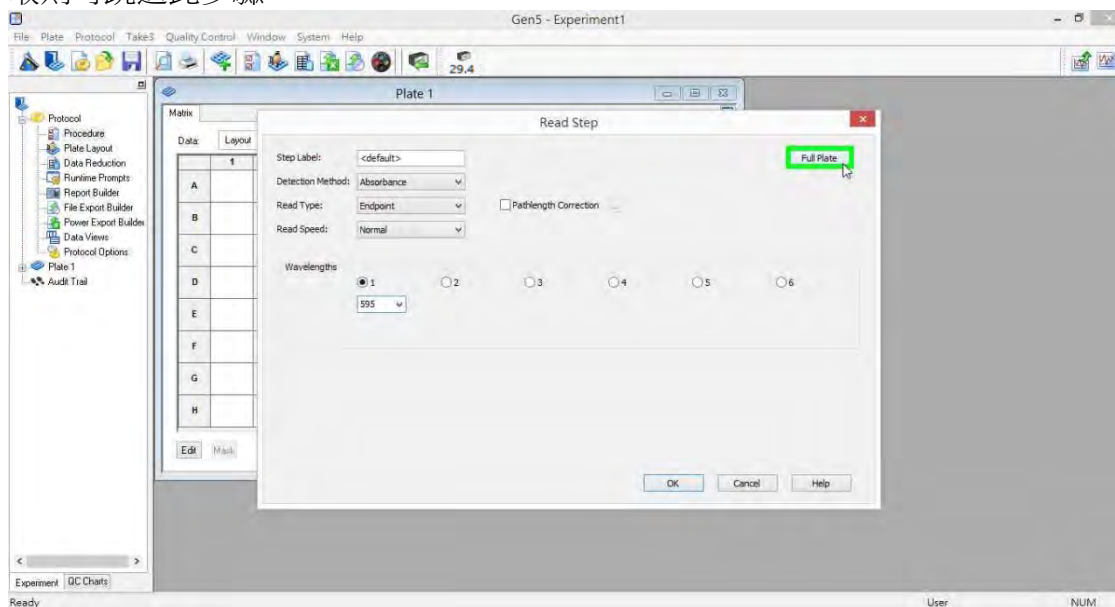 Gen5 - Experiment1
File Plate Protocol Take3 Quality Control Window System Help
29.4
Plate 1
Protocol
Procedure
Plate Layout
Data Reduction
Runtime Prompts
Report Builder
File Export Builder
Power Export Builder
Data Views
Protocol Options
Plate 1
Audit Trail
Matrix
Data: Layout
1
A
B
C
D
E
F
G
H
Edit Mask
Read Step
Step Label: <default>
Full Plate
Detection Method: Absorbance
Read Type: Endpoint
Pathlength Correction ...
Read Speed: Normal
Wavelengths
1 2 3 4 5 6
595
OK Cancel Help
Experiment QC Charts
Ready User NUM